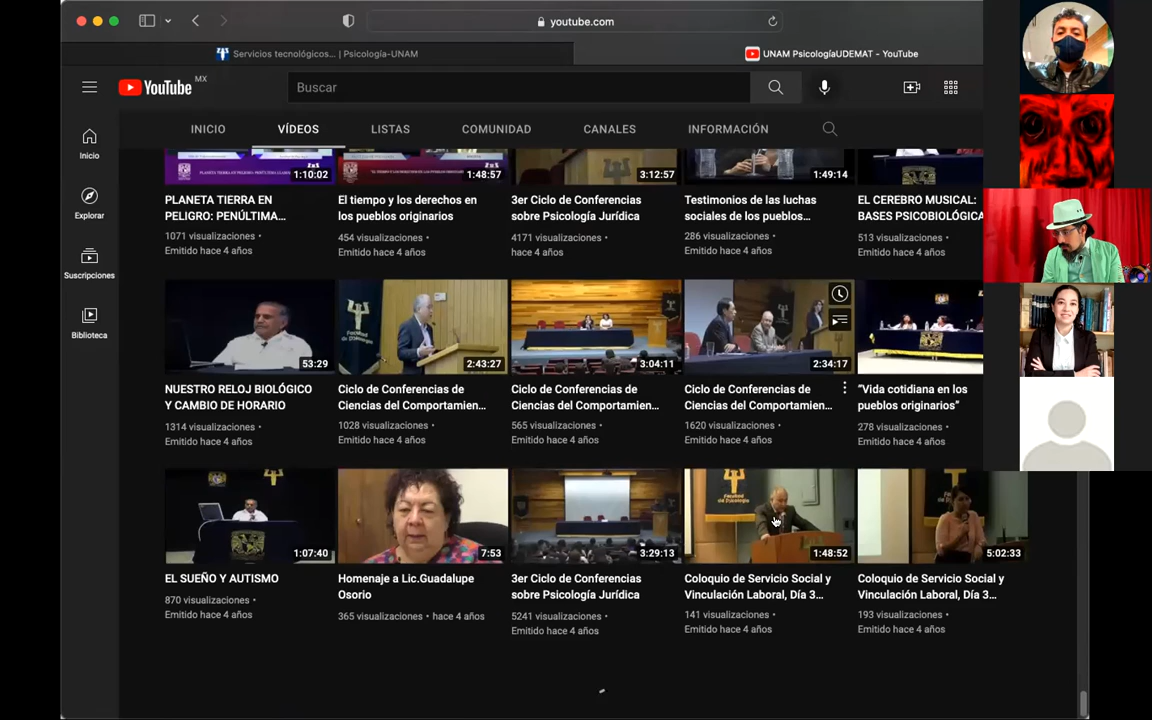 youtube.com
Servicios tecnológicos... | Psicología-UNAM
UNAM PsicologíaUDEMAT - YouTube
YouTube MX
Buscar
INICIO VÍDEOS LISTAS COMUNIDAD CANALES INFORMACIÓN
Inicio
Explorar
Suscripciones
Biblioteca
1:10:02
PLANETA TIERRA EN
PELIGRO: PENÚLTIMA...
1071 visualizaciones •
Emitido hace 4 años
1:48:57
El tiempo y los derechos en
los pueblos originarios
454 visualizaciones •
Emitido hace 4 años
3:12:57
3er Ciclo de Conferencias
sobre Psicología Jurídica
4171 visualizaciones •
hace 4 años
1:49:14
Testimonios de las luchas
sociales de los pueblos...
286 visualizaciones •
Emitido hace 4 años
EL CEREBRO MUSICAL:
BASES PSICOBIOLÓGICA
513 visualizaciones •
Emitido hace 4 años
53:29
NUESTRO RELOJ BIOLÓGICO
Y CAMBIO DE HORARIO
1314 visualizaciones •
Emitido hace 4 años
2:43:27
Ciclo de Conferencias de
Ciencias del Comportamien...
1028 visualizaciones •
Emitido hace 4 años
3:04:11
Ciclo de Conferencias de
Ciencias del Comportamien...
565 visualizaciones •
Emitido hace 4 años
2:34:17
Ciclo de Conferencias de
Ciencias del Comportamien...
1620 visualizaciones •
Emitido hace 4 años
“Vida cotidiana en los
pueblos originarios”
278 visualizaciones •
Emitido hace 4 años
1:07:40
EL SUEÑO Y AUTISMO
870 visualizaciones •
Emitido hace 4 años
7:53
Homenaje a Lic.Guadalupe
Osorio
365 visualizaciones • hace 4 años
3:29:13
3er Ciclo de Conferencias
sobre Psicología Jurídica
5241 visualizaciones •
Emitido hace 4 años
1:48:52
Coloquio de Servicio Social y
Vinculación Laboral, Día 3...
141 visualizaciones •
Emitido hace 4 años
5:02:33
Coloquio de Servicio Social y
Vinculación Laboral, Día 3...
193 visualizaciones •
Emitido hace 4 años